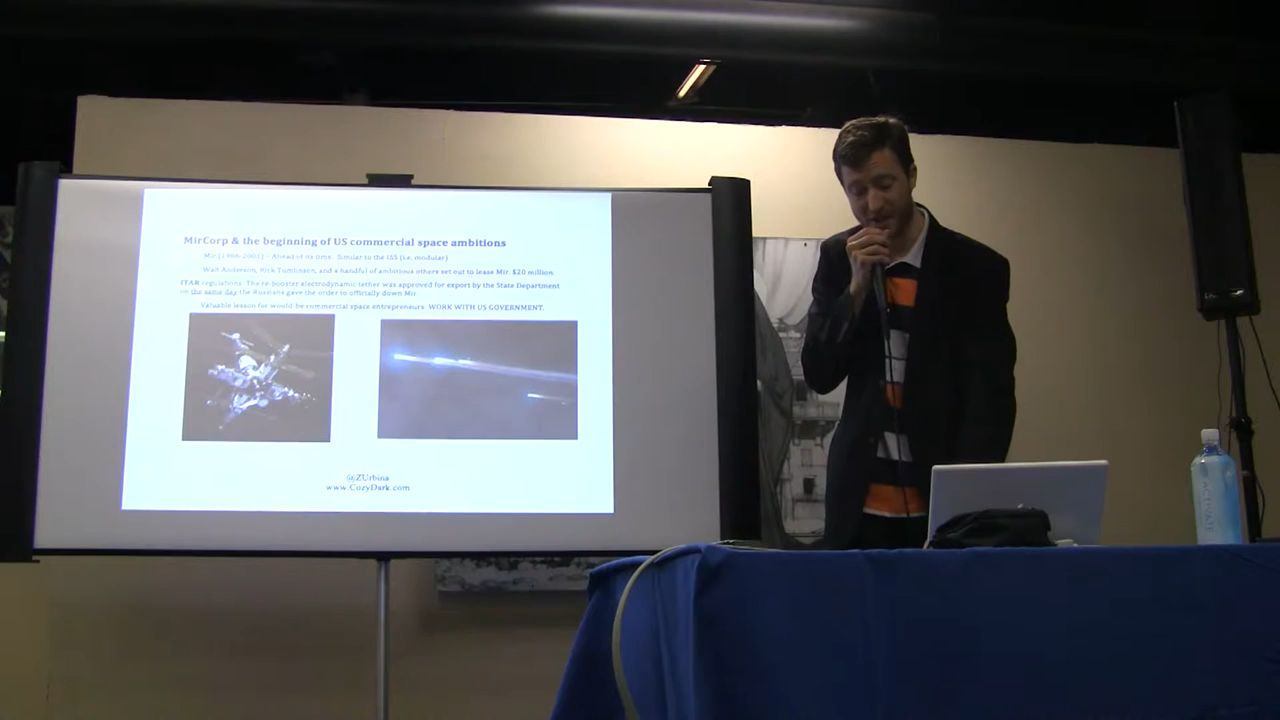 MirCorp & the beginning of US commercial space ambitions
Mir (1986-2001) – Ahead of its time. Similar to the ISS (i.e. modular)
Walt Anderson, Rick Tumlinson, and a handful of ambitious others set out to lease Mir. $20 million.
ITAR regulations. The re-booster electrodynamic tether was approved for export by the State Department
on the same day the Russians gave the order to officially down Mir
Valuable lesson for would be commercial space entrepreneurs. WORK WITH US GOVERNMENT.
@ZUrbina
www.CozyDark.com
ACTIVATE